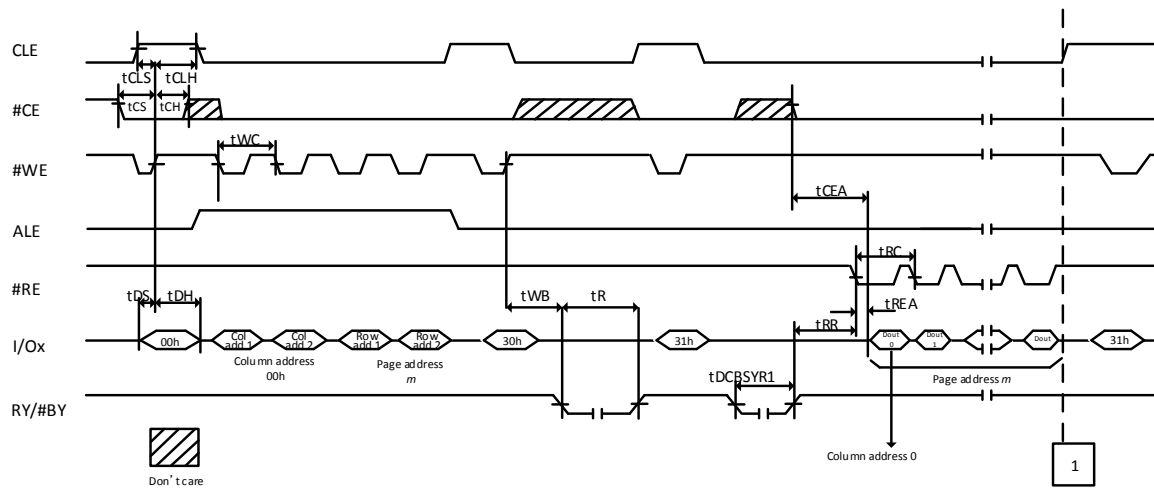 CLE
tCLS tCLH
#CE
tCS tCH
tWC
#WE
tCEA
ALE
tRC
#RE
tDS tDH tWB tR tREA
tRR
I/Ox 00h Col add.1 Col add.2 Row add.1 Row add.2 30h 31h Dout 0 Dout 1 Dout 31h
Column address
00h
Page address
m
tDCBSYR1
Page address m
RY/#BY
Column address 0
1
Don't care